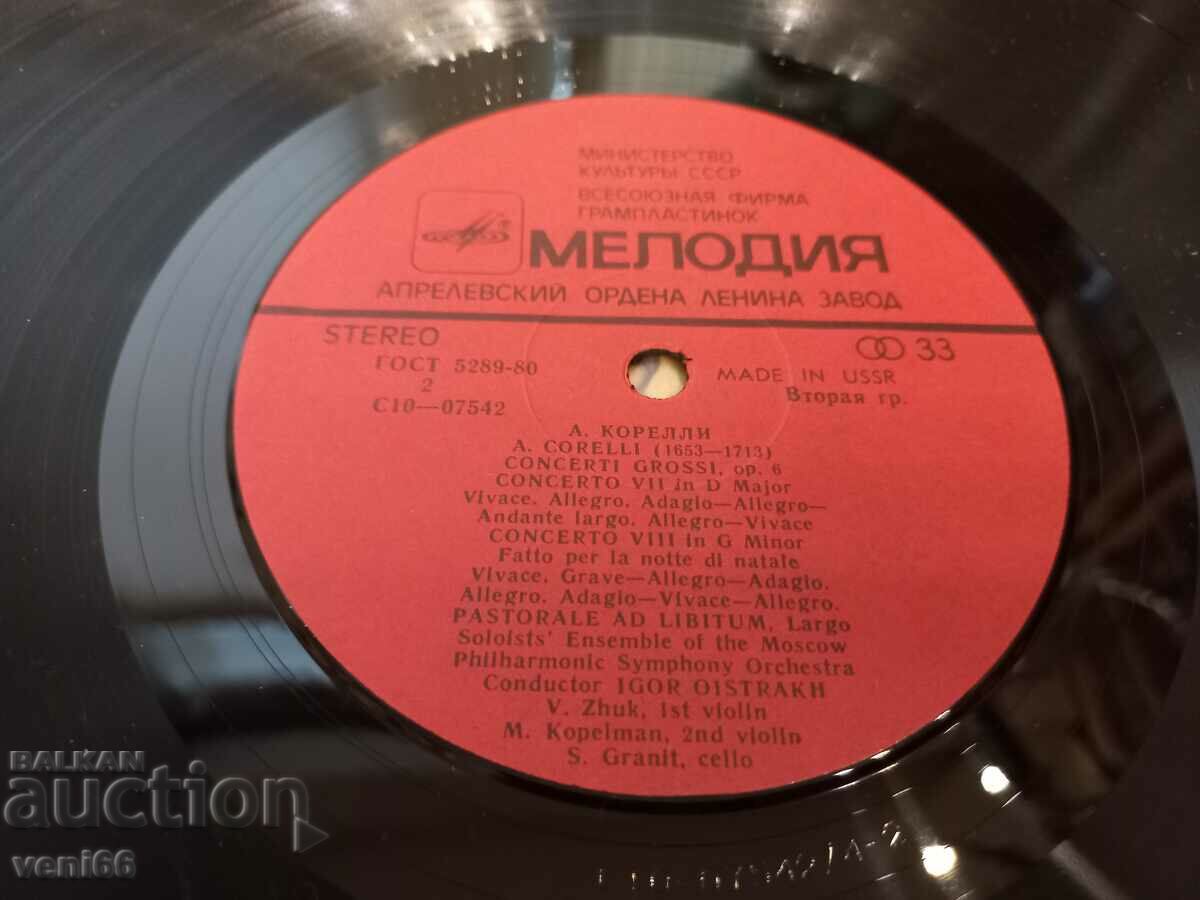 МИНИСТЕРСТВО
КУЛЬТУРЫ СССР
ВСЕСОЮЗНАЯ ФИРМА
ГРАМПЛАСТИНОК
МЕЛОДИЯ
АПРЕЛЕВСКИЙ ОРДЕНА ЛЕНИНА ЗАВОД
STEREO
33
ГОСТ 5289-80
MADE IN USSR
2
Вторая гр.
С10—07542
А. КОРЕЛЛИ
A. CORELLI (1653—1713)
CONCERTI GROSSI, op. 6
CONCERTO VII in D Major
Vivace. Allegro. Adagio—Allegro—
Andante largo. Allegro—Vivace
CONCERTO VIII in G Minor
Fatto per la notte di natale
Vivace. Grave—Allegro—Adagio.
Allegro. Adagio—Vivace—Allegro.
PASTORALE AD LIBITUM, Largo
Soloists' Ensemble of the Moscow
Philharmonic Symphony Orchestra
Conductor IGOR OISTRAKH
V. Zhuk, 1st violin
M. Kopelman, 2nd violin
S. Granit, cello
BALKAN
auction
veni66